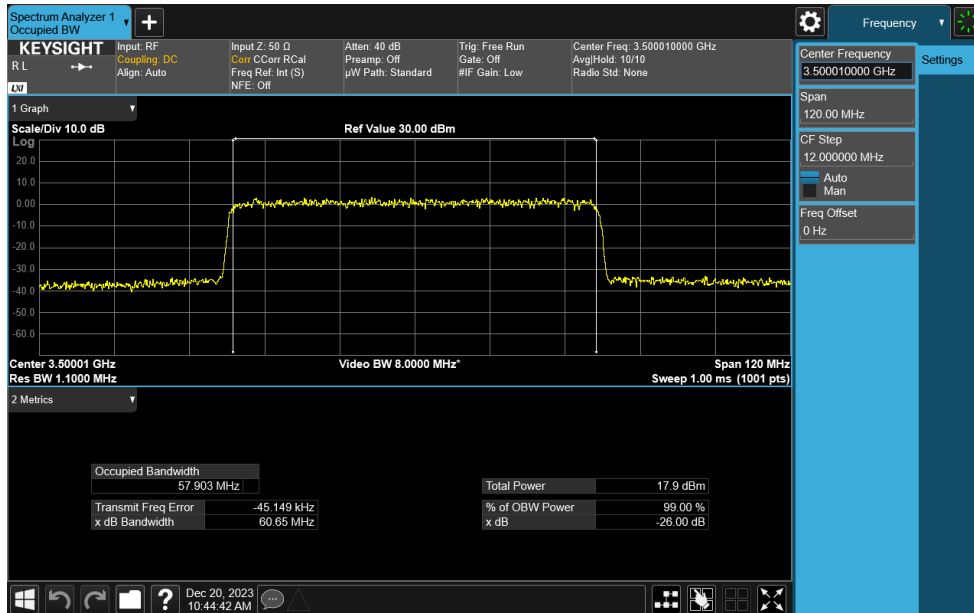 Spectrum Analyzer 1
Occupied BW
+
Frequency
KEYSIGHT
R L
LXI
Input: RF
Coupling: DC
Align: Auto
Input Z: 50 Ω
Corr CCorr RCal
Freq Ref: Int (S)
NFE: Off
Atten: 40 dB
Preamp: Off
µW Path: Standard
Trig: Free Run
Gate: Off
#IF Gain: Low
Center Freq: 3.500010000 GHz
Avg|Hold: 10/10
Radio Std: None
Center Frequency
3.500010000 GHz
Settings
Span
120.00 MHz
CF Step
12.000000 MHz
Auto
Man
Freq Offset
0 Hz
1 Graph
Scale/Div 10.0 dB
Ref Value 30.00 dBm
Log
20.0
10.0
0.00
-10.0
-20.0
-30.0
-40.0
-50.0
-60.0
Center 3.50001 GHz
Video BW 8.0000 MHz*
Span 120 MHz
Res BW 1.1000 MHz
Sweep 1.00 ms (1001 pts)
2 Metrics
Occupied Bandwidth
57.903 MHz
Total Power 17.9 dBm
Transmit Freq Error -45.149 kHz
% of OBW Power 99.00 %
x dB Bandwidth 60.65 MHz
x dB -26.00 dB
?
Dec 20, 2023
10:44:42 AM